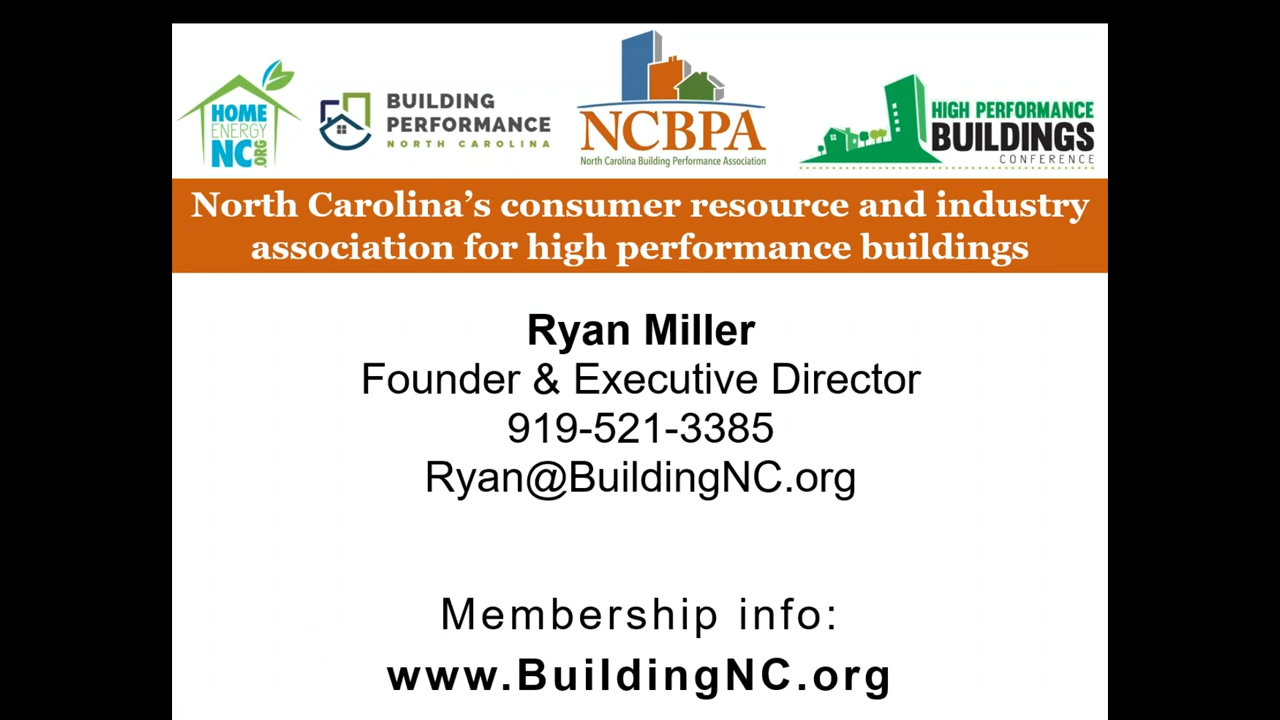 HOME
ENERGY
NC.ORG
BUILDING
PERFORMANCE
NORTH CAROLINA
NCBPA
North Carolina Building Performance Association
HIGH PERFORMANCE
BUILDINGS
CONFERENCE
North Carolina’s consumer resource and industry
association for high performance buildings
Ryan Miller
Founder & Executive Director
919-521-3385
Ryan@BuildingNC.org
Membership info:
www.BuildingNC.org